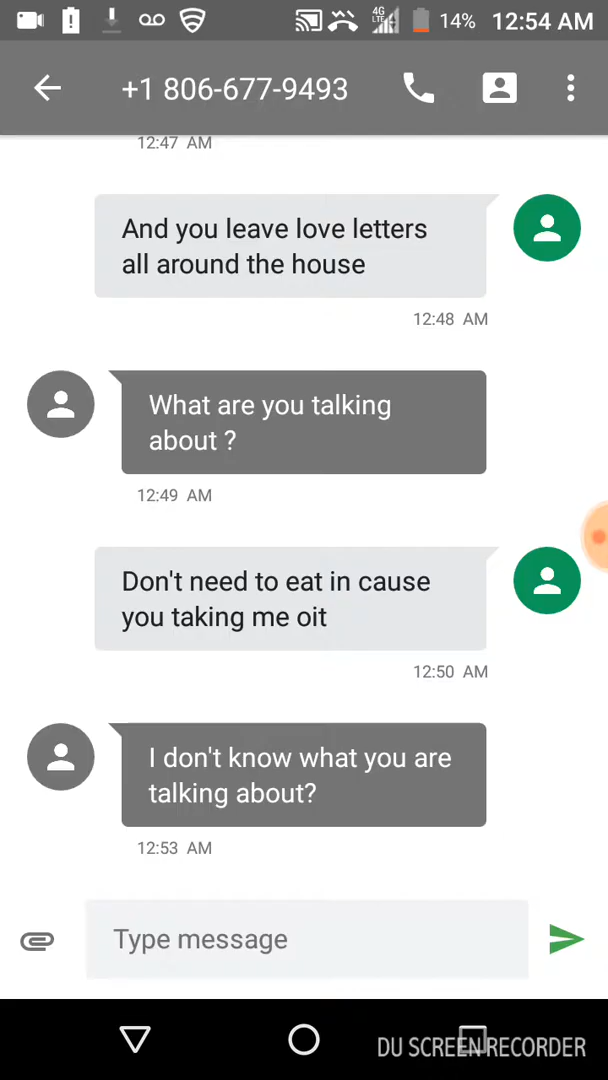 4G
LTE
14% 12:54 AM
+1 806-677-9493
12:47 AM
And you leave love letters
all around the house
12:48 AM
What are you talking
about ?
12:49 AM
Don't need to eat in cause
you taking me oit
12:50 AM
I don't know what you are
talking about?
12:53 AM
Type message
DU SCREEN RECORDER